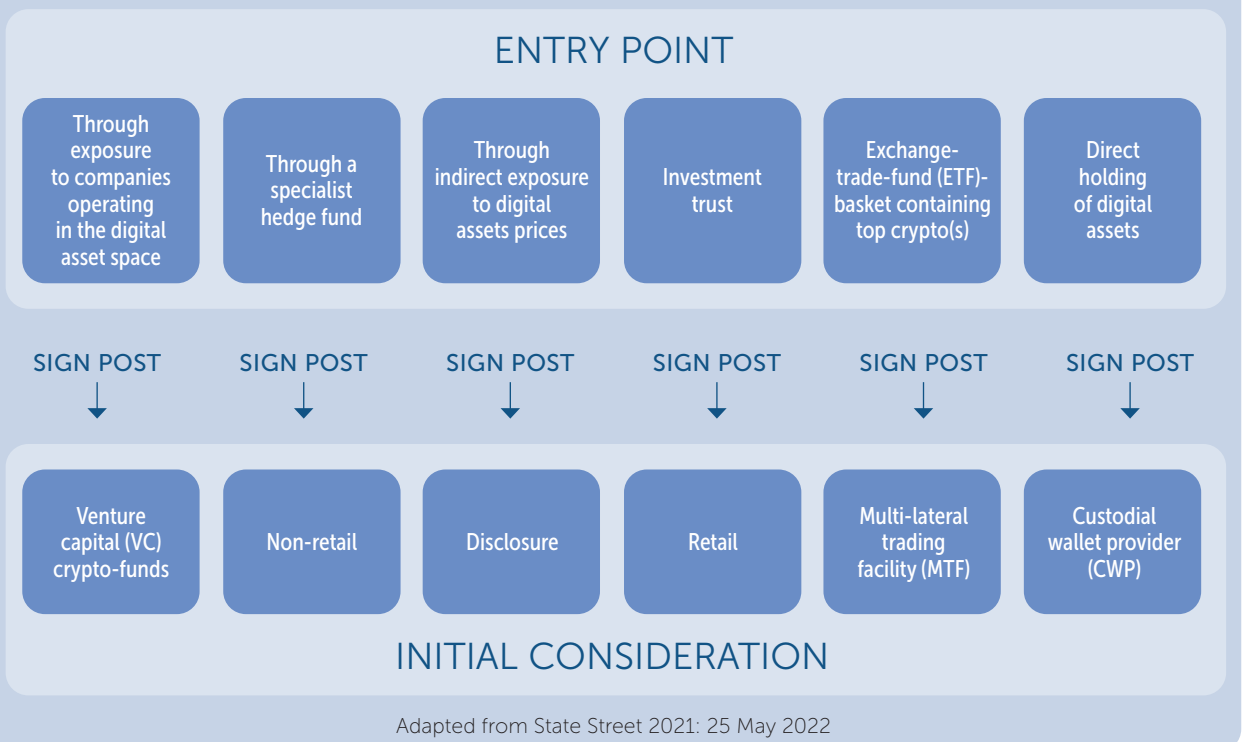 ENTRY POINT
Through
exposure
to companies
operating
in the digital
asset space
Through a
specialist
hedge fund
Through
indirect exposure
to digital
assets prices
Investment
trust
Exchange-
trade-fund (ETF)-
basket containing
top crypto(s)
Direct
holding
of digital
assets
SIGN POST
SIGN POST
SIGN POST
SIGN POST
SIGN POST
SIGN POST
Venture
capital (VC)
crypto-funds
Non-retail
Disclosure
Retail
Multi-lateral
trading
facility (MTF)
Custodial
wallet provider
(CWP)
INITIAL CONSIDERATION
Adapted from State Street 2021: 25 May 2022